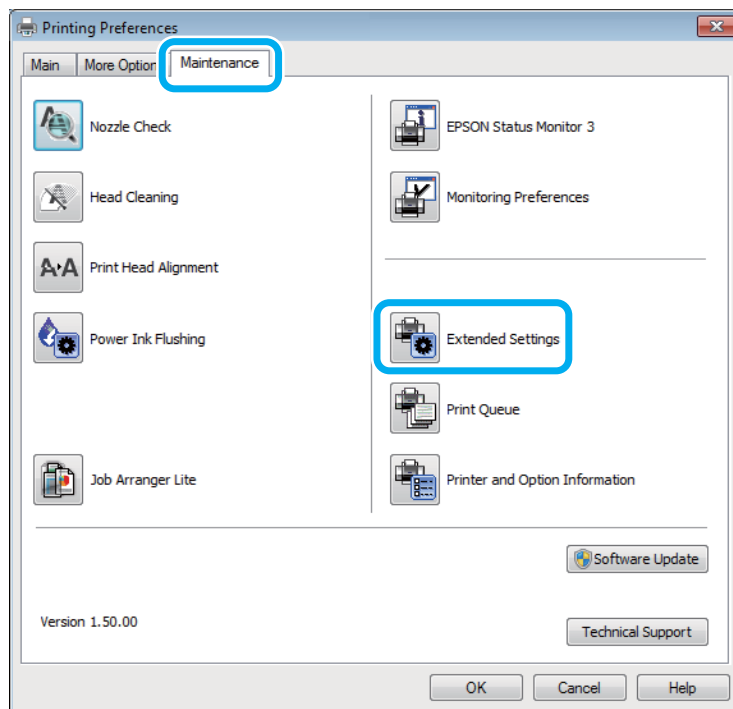 Printing Preferences
Main
More Option
Maintenance
Nozzle Check
EPSON Status Monitor 3
Head Cleaning
Monitoring Preferences
Print Head Alignment
Power Ink Flushing
Extended Settings
Print Queue
Job Arranger Lite
Printer and Option Information
Software Update
Version 1.50.00
Technical Support
OK
Cancel
Help